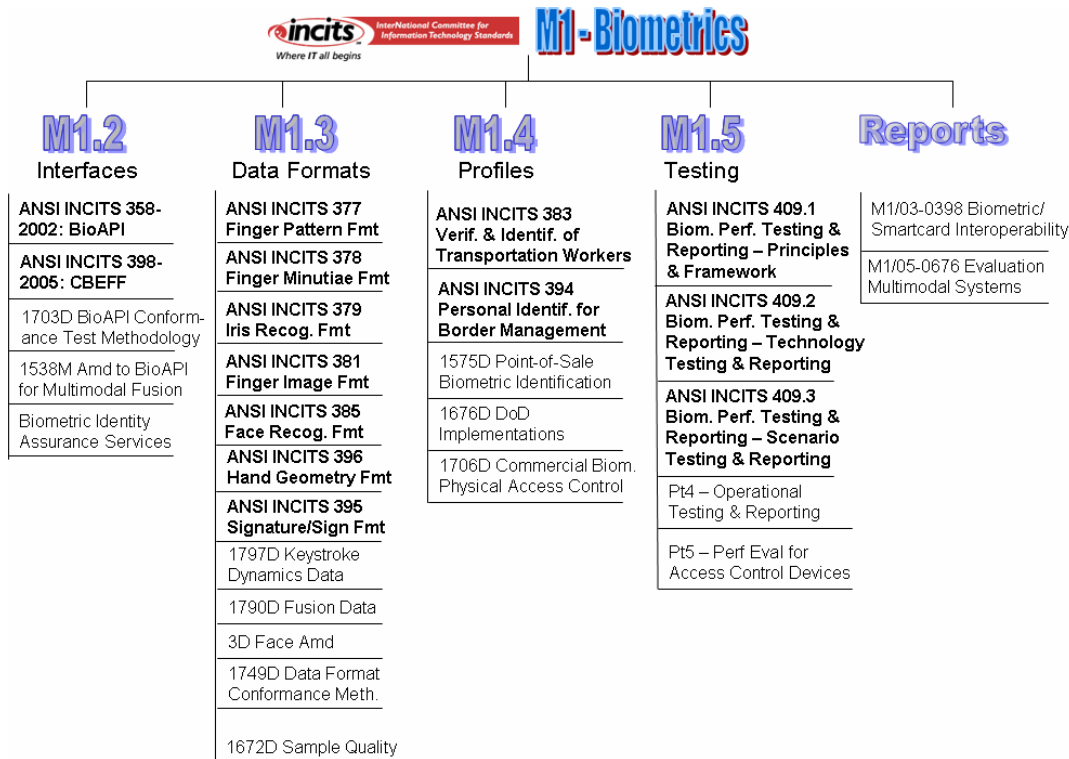 incits
InterNational Committee for
Information Technology Standards
Where IT all begins
M1 - Biometrics
M1.2
Interfaces
ANSI INCITS 358-
2002: BioAPI
ANSI INCITS 398-
2005: CBEFF
1703D BioAPI Conform-
ance Test Methodology
1538M Amd to BioAPI
for Multimodal Fusion
Biometric Identity
Assurance Services
M1.3
Data Formats
ANSI INCITS 377
Finger Pattern Fmt
ANSI INCITS 378
Finger Minutiae Fmt
ANSI INCITS 379
Iris Recog. Fmt
ANSI INCITS 381
Finger Image Fmt
ANSI INCITS 385
Face Recog. Fmt
ANSI INCITS 396
Hand Geometry Fmt
ANSI INCITS 395
Signature/Sign Fmt
1797D Keystroke
Dynamics Data
1790D Fusion Data
3D Face Amd
1749D Data Format
Conformance Meth.
1672D Sample Quality
M1.4
Profiles
ANSI INCITS 383
Verif. & Identif. of
Transportation Workers
ANSI INCITS 394
Personal Identif. for
Border Management
1575D Point-of-Sale
Biometric Identification
1676D DoD
Implementations
1706D Commercial Biom.
Physical Access Control
M1.5
Testing
ANSI INCITS 409.1
Biom. Perf. Testing &
Reporting – Principles
& Framework
ANSI INCITS 409.2
Biom. Perf. Testing &
Reporting – Technology
Testing & Reporting
ANSI INCITS 409.3
Biom. Perf. Testing &
Reporting – Scenario
Testing & Reporting
Pt4 – Operational
Testing & Reporting
Pt5 – Perf Eval for
Access Control Devices
Reports
M1/03-0398 Biometric/
Smartcard Interoperability
M1/05-0676 Evaluation
Multimodal Systems